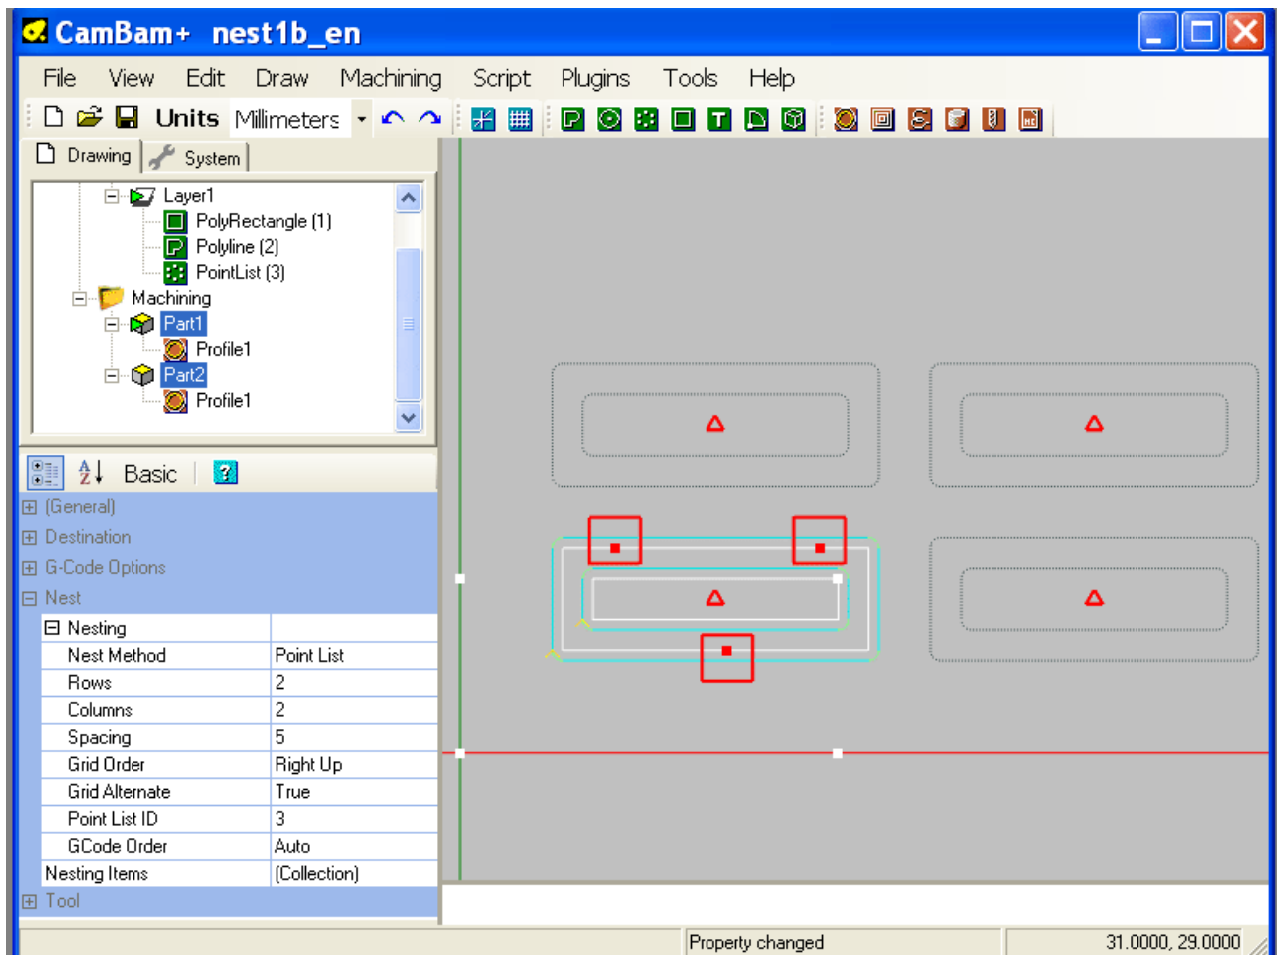 CamBam+ nest1b_en
File View Edit Draw Machining Script Plugins Tools Help
Units Millimeters
Drawing System
Layer1
PolyRectangle (1)
Polyline (2)
PointList (3)
Machining
Part1
Profile1
Part2
Profile1
A Z Basic ?
(General)
Destination
G-Code Options
Nest
Nesting
Nest Method Point List
Rows 2
Columns 2
Spacing 5
Grid Order Right Up
Grid Alternate True
Point List ID 3
GCode Order Auto
Nesting Items (Collection)
Tool
Property changed 31.0000, 29.0000